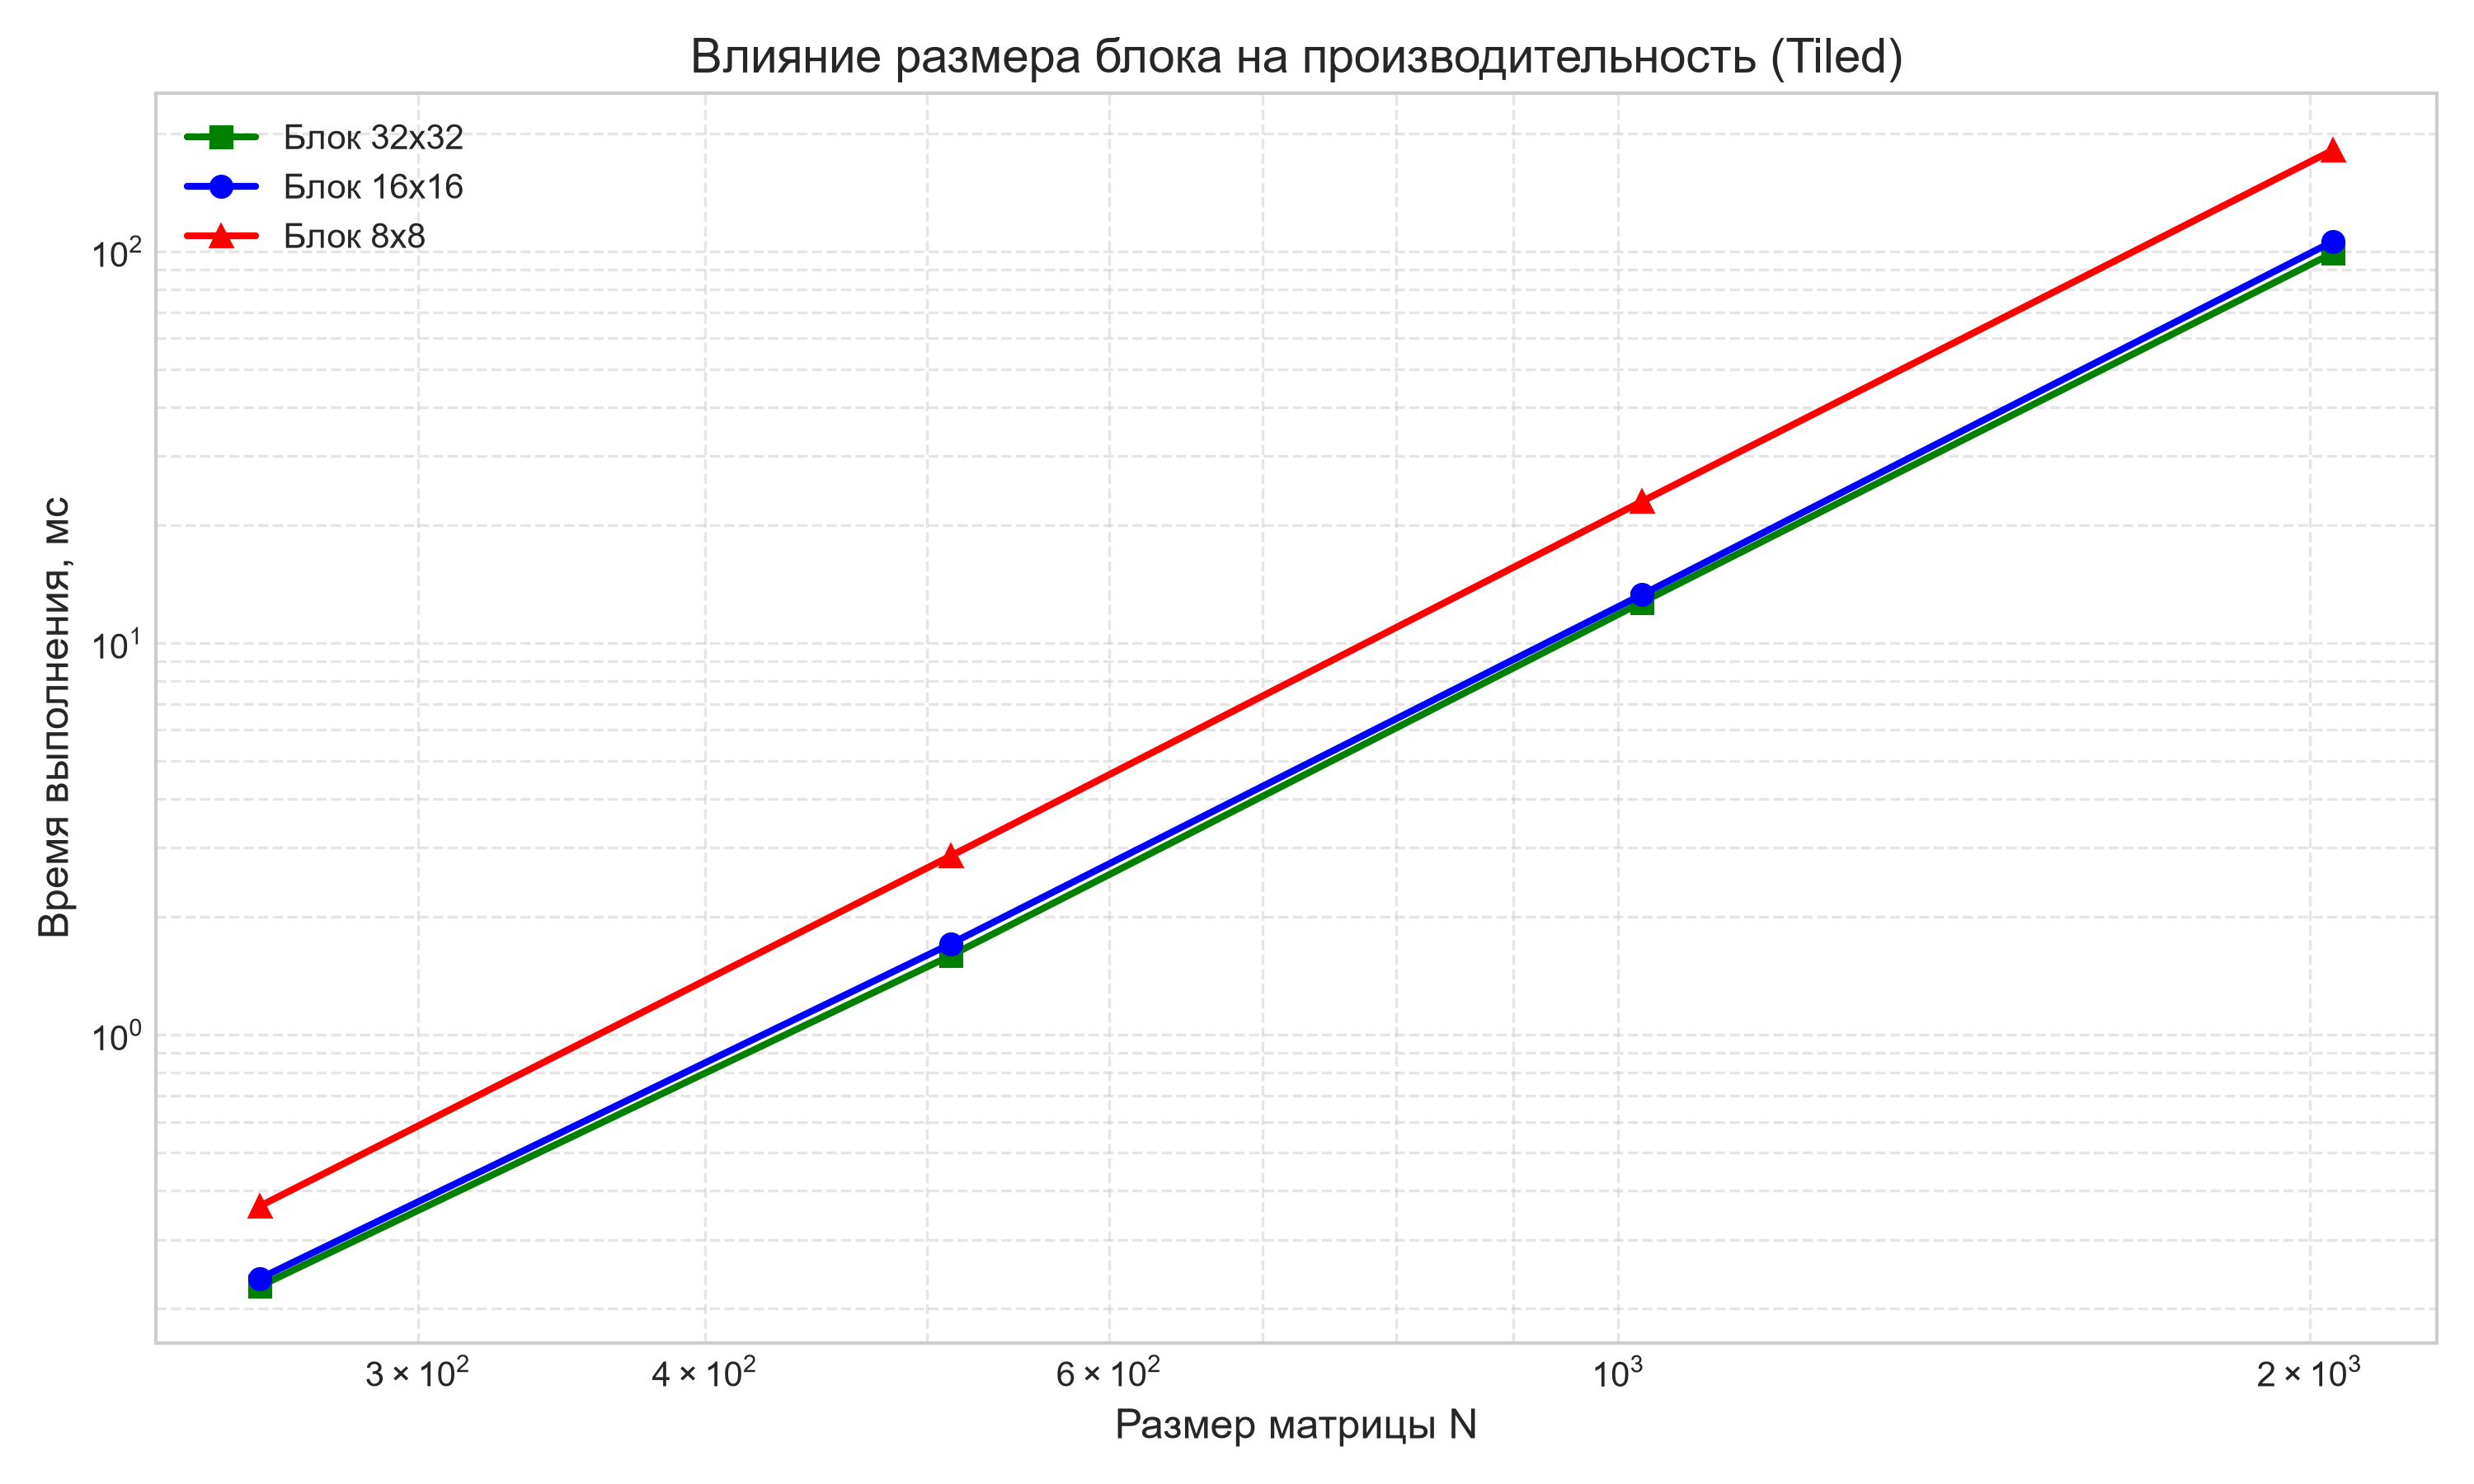 Влияние размера блока на производительность (Tiled)
Блок 32x32
Блок 16x16
Блок 8x8
10²
10¹
10⁰
Время выполнения, мс
3 × 10²
4 × 10²
6 × 10²
10³
2 × 10³
Размер матрицы N